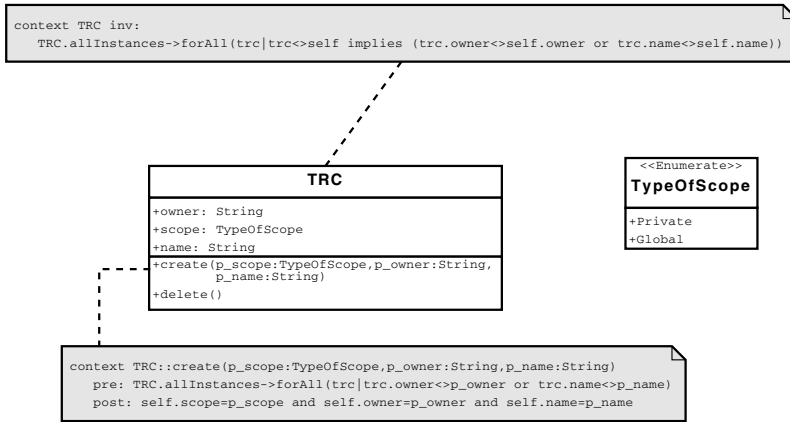 context TRC inv:
TRC.allInstances->forAll(trc|trc<>self implies (trc.owner<>self.owner or trc.name<>self.name))
TRC
+owner: String
+scope: TypeOfScope
+name: String
+create(p_scope:TypeOfScope,p_owner:String,
p_name:String)
+delete()
<<Enumerate>>
TypeOfScope
+Private
+Global
context TRC::create(p_scope:TypeOfScope,p_owner:String,p_name:String)
pre: TRC.allInstances->forAll(trc|trc.owner<>p_owner or trc.name<>p_name)
post: self.scope=p_scope and self.owner=p_owner and self.name=p_name